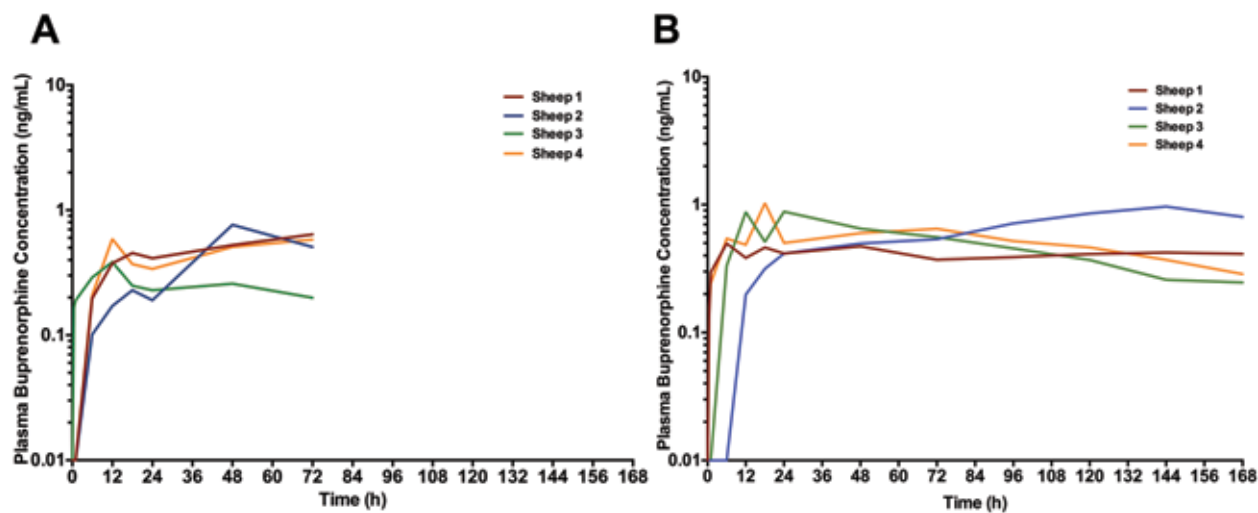 A
Plasma Buprenorphine Concentration (ng/mL)
10
1
0.1
0.01
0 12 24 36 48 60 72 84 96 108 120 132 144 156 168
Time (h)
Sheep 1
Sheep 2
Sheep 3
Sheep 4
B
Plasma Buprenorphine Concentration (ng/mL)
10
1
0.1
0.01
0 12 24 36 48 60 72 84 96 108 120 132 144 156 168
Time (h)
Sheep 1
Sheep 2
Sheep 3
Sheep 4